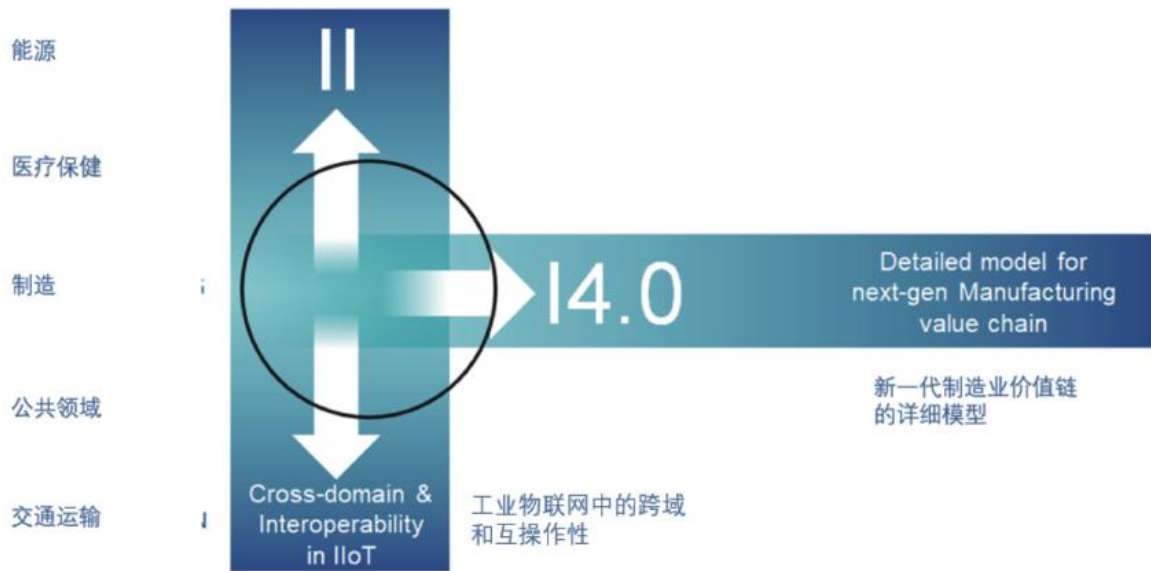 能源
II
医疗保健
制造
I4.0
Detailed model for
next-gen Manufacturing
value chain
新一代制造业价值链
的详细模型
公共领域
交通运输
Cross-domain &
Interoperability
in IIoT
工业物联网中的跨域
和互操作性